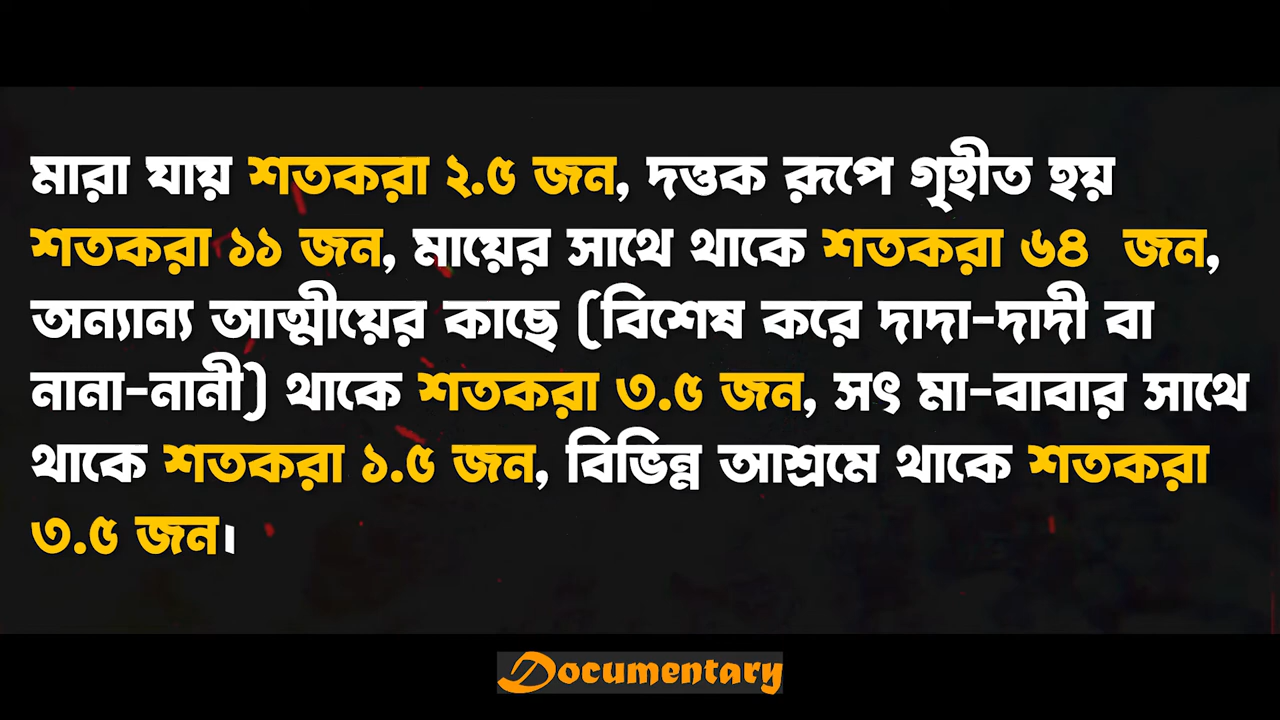 মারা যায় শতকরা ২.৫ জন, দত্তক রূপে গৃহীত হয়
শতকরা ১১ জন, মায়ের সাথে থাকে শতকরা ৬৪ জন,
অন্যান্য আত্মীয়ের কাছে (বিশেষ করে দাদা-দাদী বা
নানা-নানী) থাকে শতকরা ৩.৫ জন, সৎ মা-বাবার সাথে
থাকে শতকরা ১.৫ জন, বিভিন্ন আশ্রমে থাকে শতকরা
৩.৫ জন।
Documentary